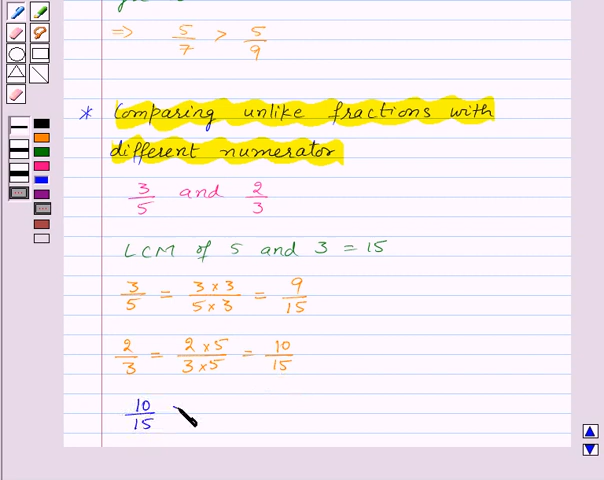 ⇒ 5/7 > 5/9
* Comparing unlike fractions with
different numerator
3/5 and 2/3
LCM of 5 and 3 = 15
3/5 = 3×3/5×3 = 9/15
2/3 = 2×5/3×5 = 10/15
10/15